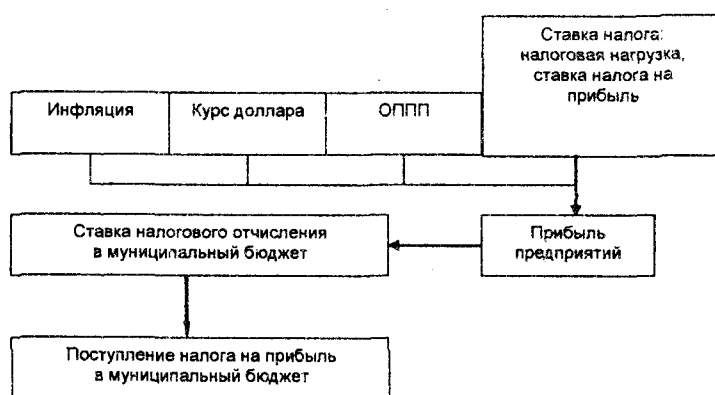 Ставка налога:
налоговая нагрузка,
ставка налога на
прибыль
Инфляция
Курс доллара
ОППП
Ставка налогового отчисления
в муниципальный бюджет
Прибыль
предприятий
Поступление налога на прибыль
в муниципальный бюджет